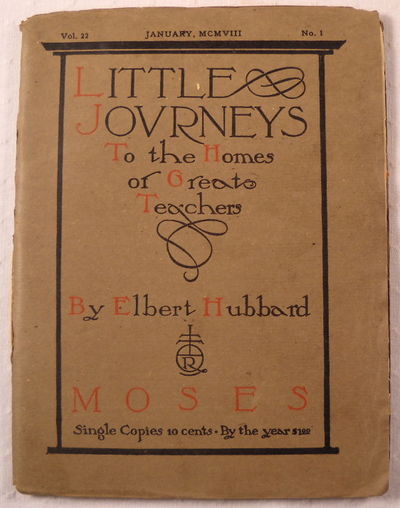 Vol. 22 JANUARY, MCMVIII No. 1
LITTLE
JOVRNEYS
To the Homes
of Great
Teachers
By Elbert Hubbard
R
MOSES
Single Copies 10 cents · By the year $1.00